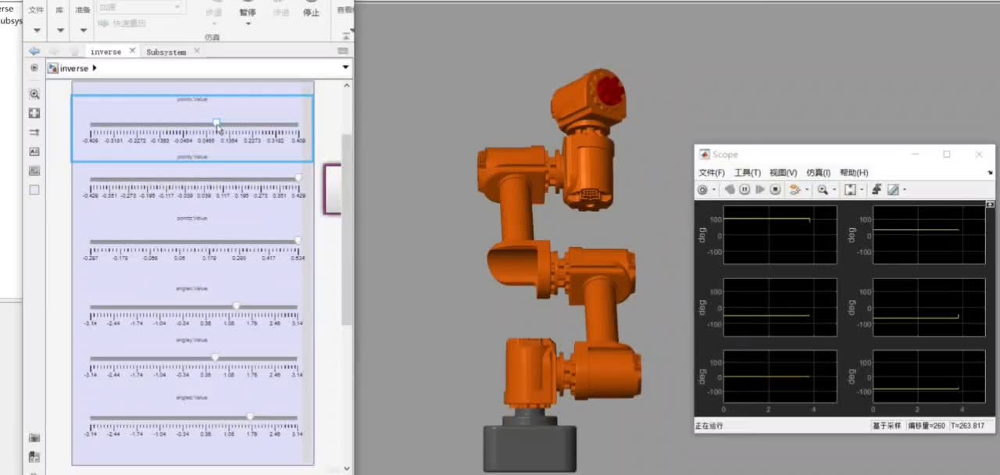 erse
Subsys
文件
库
准备
步退
暂停
步进
停止
快速重启
仿真
inverse
Subsystem
inverse
pointx:Value
-0.409 -0.3181 -0.2272 -0.1363 -0.0454 0.0455 0.1364 0.2273 0.3182 0.409
pointy:Value
-0.429 -0.351 -0.273 -0.195 -0.117 -0.039 0.039 0.117 0.195 0.273 0.351 0.429
pointz:Value
-0.297 -0.178 -0.059 0.06 0.179 0.298 0.417 0.534
anglex:Value
-3.14 -2.44 -1.74 -1.04 -0.34 0.36 1.06 1.76 2.46 3.14
angley:Value
-3.14 -2.44 -1.74 -1.04 -0.34 0.36 1.06 1.76 2.46 3.14
anglez:Value
-3.14 -2.44 -1.74 -1.04 -0.34 0.36 1.06 1.76 2.46 3.14
Scope
文件(F) 工具(T) 视图(V) 仿真(I) 帮助(H)
deg
100
0
-100
deg
100
0
-100
deg
100
0
-100
deg
100
0
-100
deg
100
0
-100
0 2 4
deg
100
0
-100
0 2 4
正在运行
基于采样 偏移量=260 T=263.817